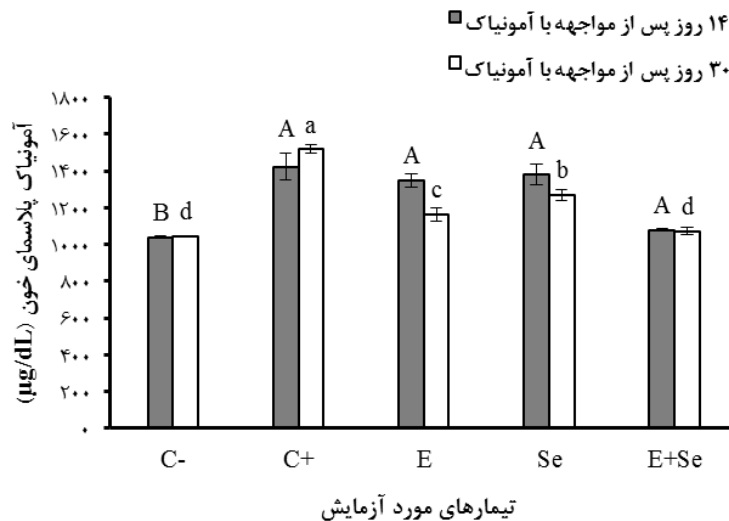 ۱۴ روز پس از مواجهه با آمونیاک
۳۰ روز پس از مواجهه با آمونیاک
آمونیاک پلاسمای خون (µg/dL)
۱۸۰۰
۱۶۰۰
۱۴۰۰
۱۲۰۰
۱۰۰۰
۸۰۰
۶۰۰
۴۰۰
۲۰۰
۰
B d
A a
A c
A b
A d
C- C+ E Se E+Se
تیمارهای مورد آزمایش